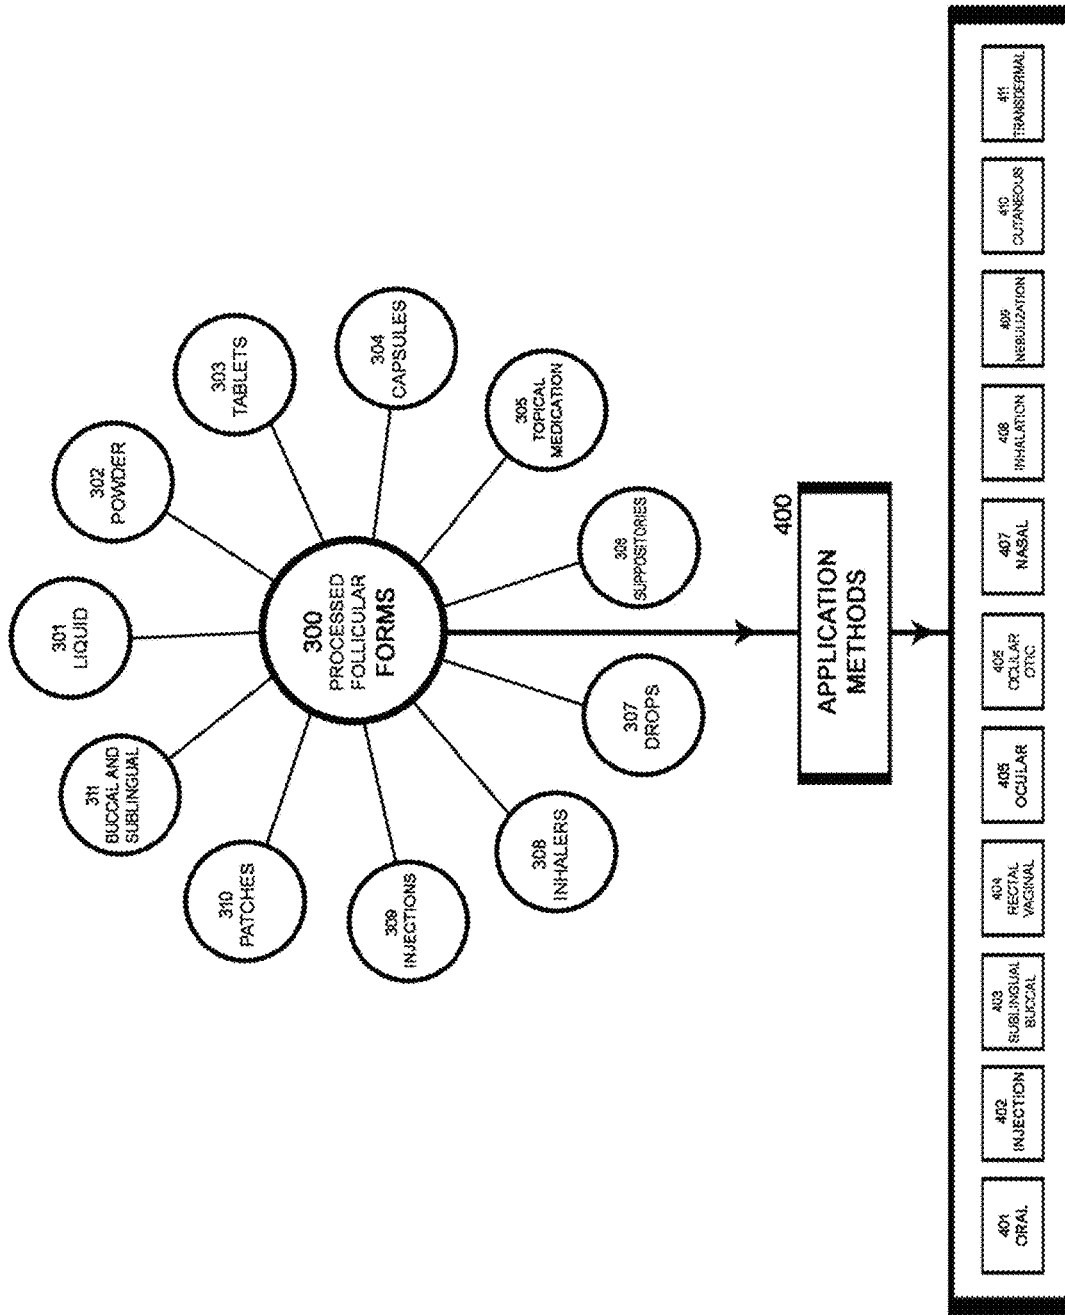 300
PROCESSED
FOLLICULAR
FORMS
301
LIQUID
302
POWDER
303
TABLETS
304
CAPSULES
305
TOPICAL
MEDICATION
306
SUPPOSITORIES
307
DROPS
308
INHALERS
309
INJECTIONS
310
PATCHES
311
BUCCAL AND
SUBLINGUAL
400
APPLICATION
METHODS
401
ORAL
402
INJECTION
403
SUBLINGUAL
BUCCAL
404
RECTAL
VAGINAL
405
OCULAR
406
OCULAR
OTIC
407
NASAL
408
INHALATION
409
NEBULIZATION
410
CUTANEOUS
411
TRANSDERMAL